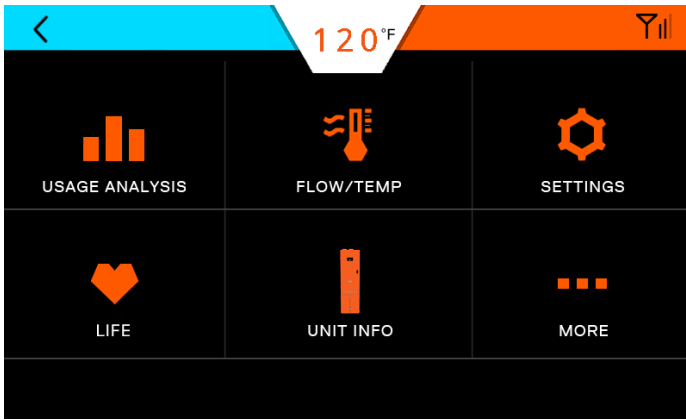 120°F
USAGE ANALYSIS
FLOW/TEMP
SETTINGS
LIFE
UNIT INFO
MORE